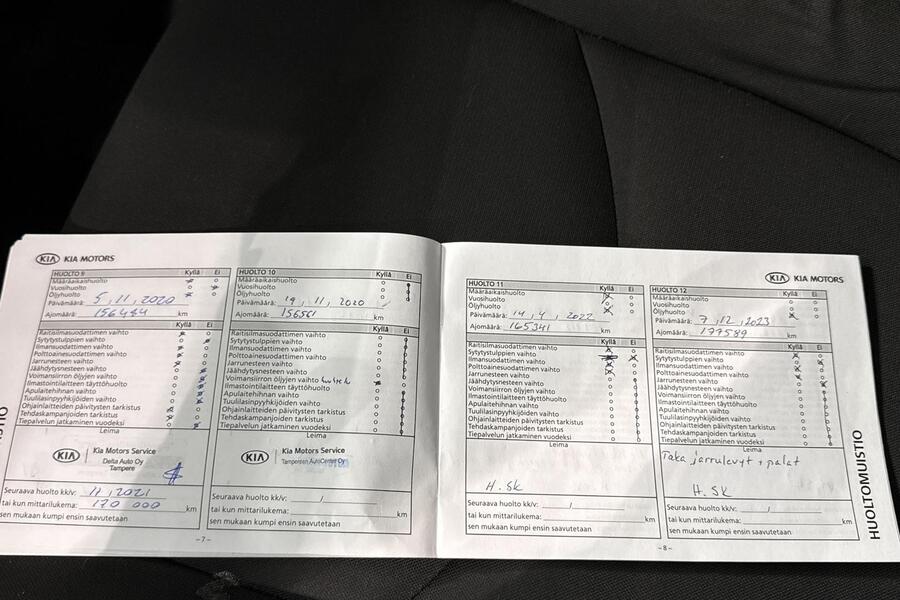 KIA KIA MOTORS
HUOLTO 9 Kyllä Ei
Määräaikaishuolto
Vuosihuolto
Öljyhuolto
Päivämäärä: 5,11,2020
Ajomäärä: 156444 km
Kyllä Ei
Raitisilmasuodattimen vaihto
Sytytystulppien vaihto
Ilmansuodattimen vaihto
Polttoainesuodattimen vaihto
Jarrunesteen vaihto
Jäähdytysnesteen vaihto
Voimansiirron öljyjen vaihto
Ilmastointilaitteen täyttöhuolto
Apulaitehihnan vaihto
Tuulilasinpyyhkijöiden vaihto
Ohjainlaitteiden päivitysten tarkistus
Tehdaskampanjoiden tarkistus
Tiepalvelun jatkaminen vuodeksi
Leima
KIA Kia Motors Service
Delta Auto Oy
Tampere
Seuraava huolto kk/v: 11,2021
tai kun mittarilukema: 170 000 km
sen mukaan kumpi ensin saavutetaan
HUOLTO 10 Kyllä Ei
Määräaikaishuolto
Vuosihuolto
Öljyhuolto
Päivämäärä: 19,11,2020
Ajomäärä: 156561 km
Kyllä Ei
Raitisilmasuodattimen vaihto
Sytytystulppien vaihto
Ilmansuodattimen vaihto
Polttoainesuodattimen vaihto
Jarrunesteen vaihto
Jäähdytysnesteen vaihto
Voimansiirron öljyjen vaihto
Ilmastointilaitteen täyttöhuolto
Apulaitehihnan vaihto
Tuulilasinpyyhkijöiden vaihto
Ohjainlaitteiden päivitysten tarkistus
Tehdaskampanjoiden tarkistus
Tiepalvelun jatkaminen vuodeksi
Leima
KIA Kia Motors Service
Tampereen AutoCenter Oy
Seuraava huolto kk/v: /
tai kun mittarilukema: km
sen mukaan kumpi ensin saavutetaan
-7-
KIA KIA MOTORS
HUOLTO 11 Kyllä Ei
Määräaikaishuolto
Vuosihuolto
Öljyhuolto
Päivämäärä: 14,4,2022
Ajomäärä: 165341 km
Kyllä Ei
Raitisilmasuodattimen vaihto
Sytytystulppien vaihto
Ilmansuodattimen vaihto
Polttoainesuodattimen vaihto
Jarrunesteen vaihto
Jäähdytysnesteen vaihto
Voimansiirron öljyjen vaihto
Ilmastointilaitteen täyttöhuolto
Apulaitehihnan vaihto
Tuulilasinpyyhkijöiden vaihto
Ohjainlaitteiden päivitysten tarkistus
Tehdaskampanjoiden tarkistus
Tiepalvelun jatkaminen vuodeksi
Leima
H.Sk
Seuraava huolto kk/v: /
tai kun mittarilukema: km
sen mukaan kumpi ensin saavutetaan
HUOLTO 12 Kyllä Ei
Määräaikaishuolto
Vuosihuolto
Öljyhuolto
Päivämäärä: 7,12,2023
Ajomäärä: 177589 km
Kyllä Ei
Raitisilmasuodattimen vaihto
Sytytystulppien vaihto
Ilmansuodattimen vaihto
Polttoainesuodattimen vaihto
Jarrunesteen vaihto
Jäähdytysnesteen vaihto
Voimansiirron öljyjen vaihto
Ilmastointilaitteen täyttöhuolto
Apulaitehihnan vaihto
Tuulilasinpyyhkijöiden vaihto
Ohjainlaitteiden päivitysten tarkistus
Tehdaskampanjoiden tarkistus
Tiepalvelun jatkaminen vuodeksi
Leima
Taka jarrulevyt + palat
H.Sk
Seuraava huolto kk/v: /
tai kun mittarilukema: km
sen mukaan kumpi ensin saavutetaan
-8-
HUOLTOMUISTIO